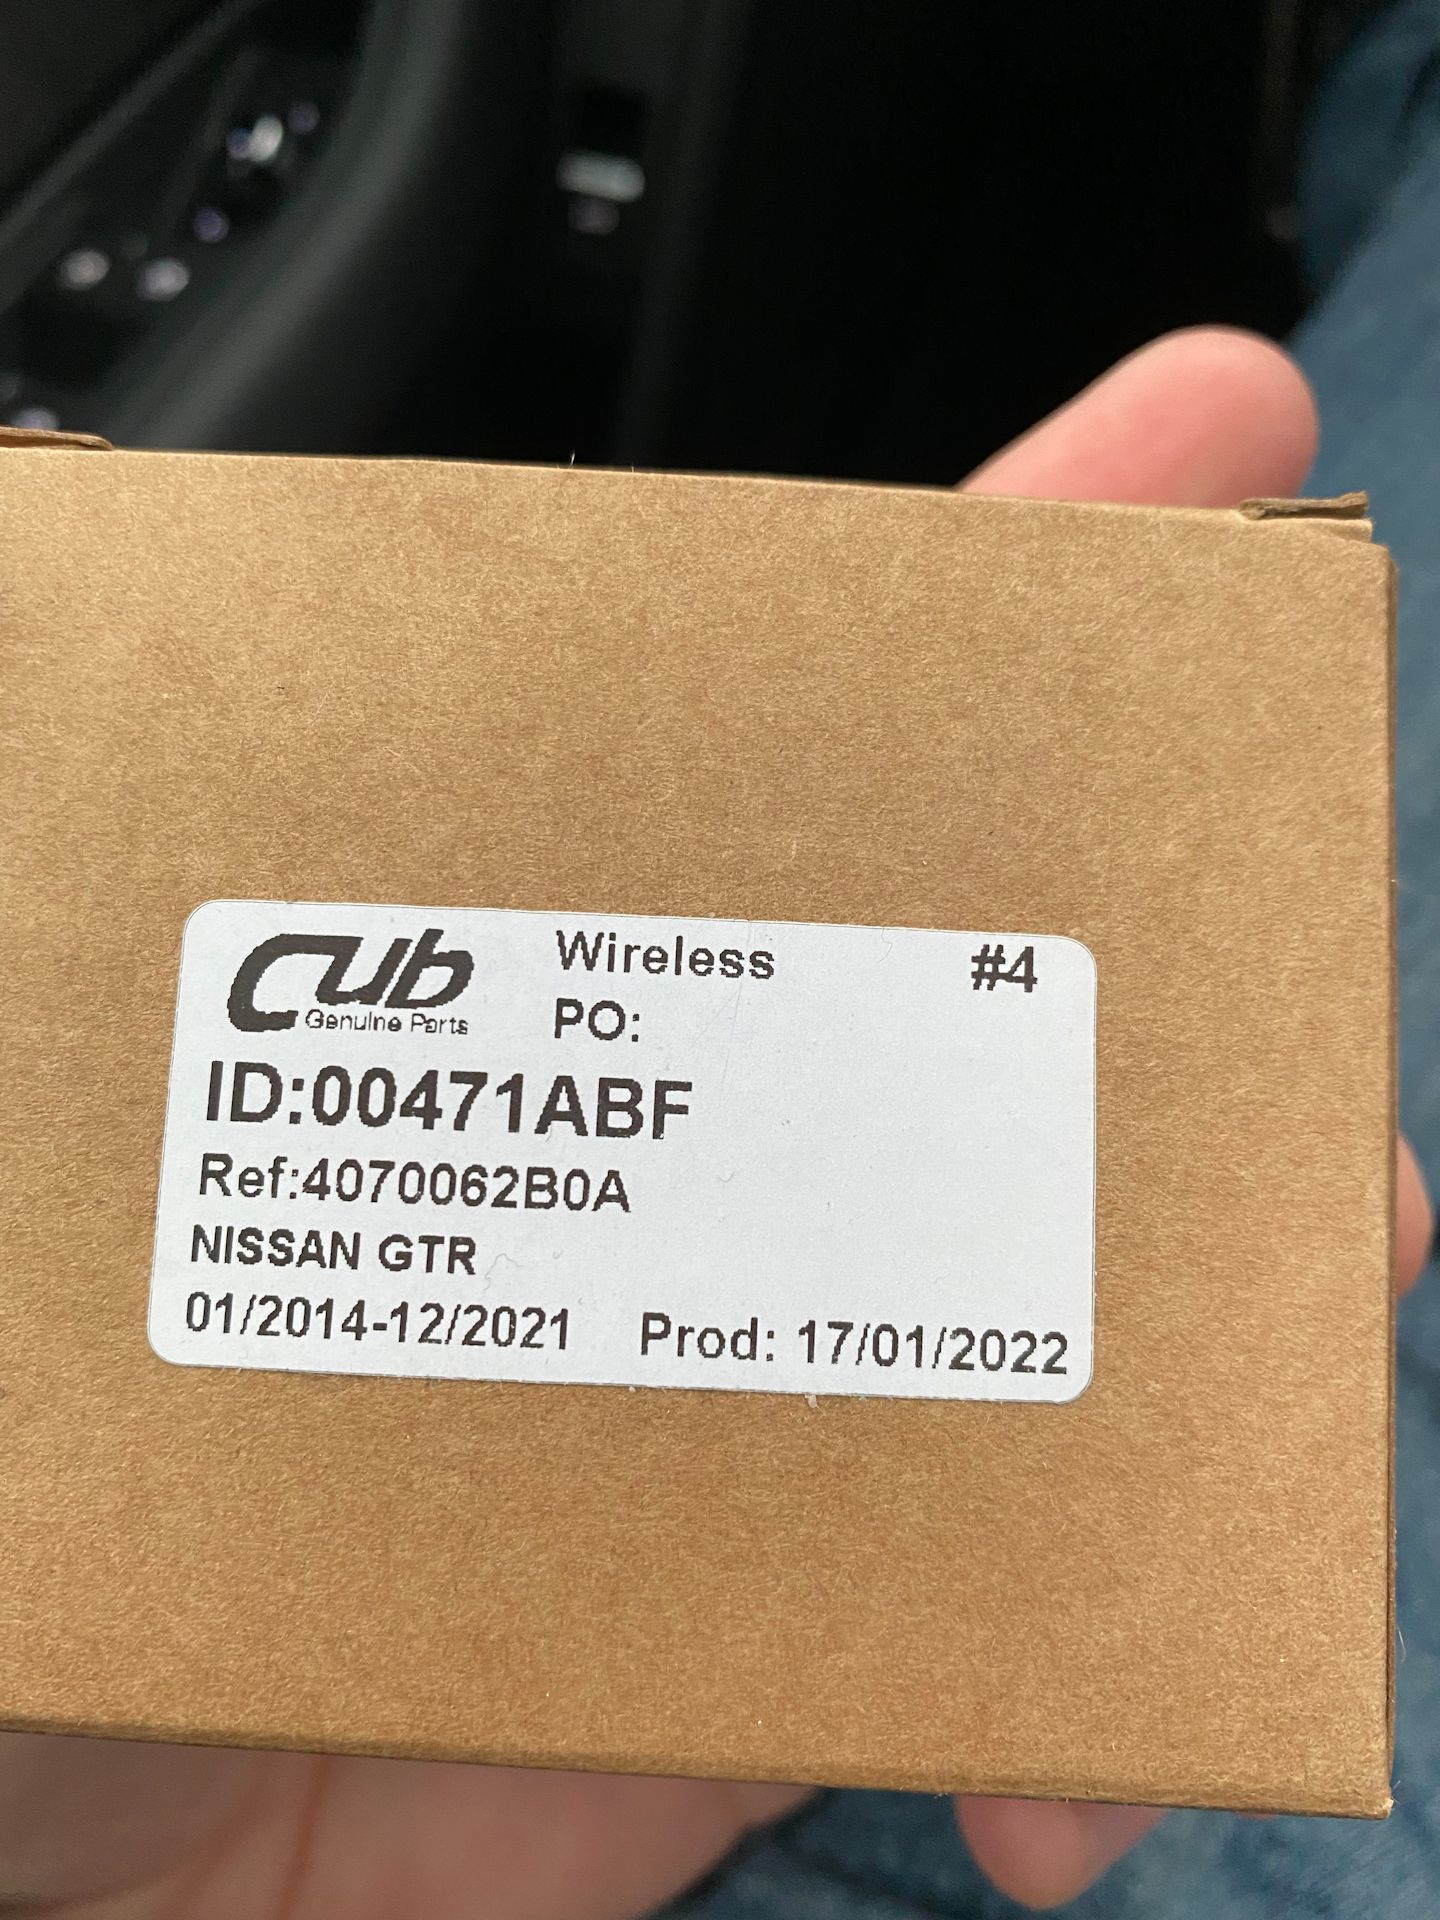 Cub
Genuine Parts
Wireless
#4
PO:
ID:00471ABF
Ref:4070062B0A
NISSAN GTR
01/2014-12/2021
Prod: 17/01/2022